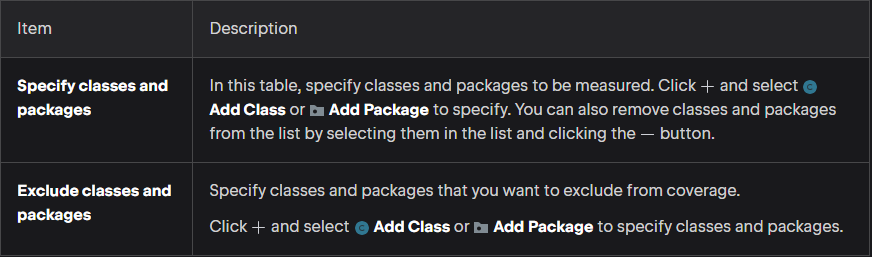 Item
Description
Specify classes and
packages
In this table, specify classes and packages to be measured. Click + and select
Add Class or Add Package to specify. You can also remove classes and packages
from the list by selecting them in the list and clicking the — button.
Exclude classes and
packages
Specify classes and packages that you want to exclude from coverage.
Click + and select C Add Class or Add Package to specify classes and packages.